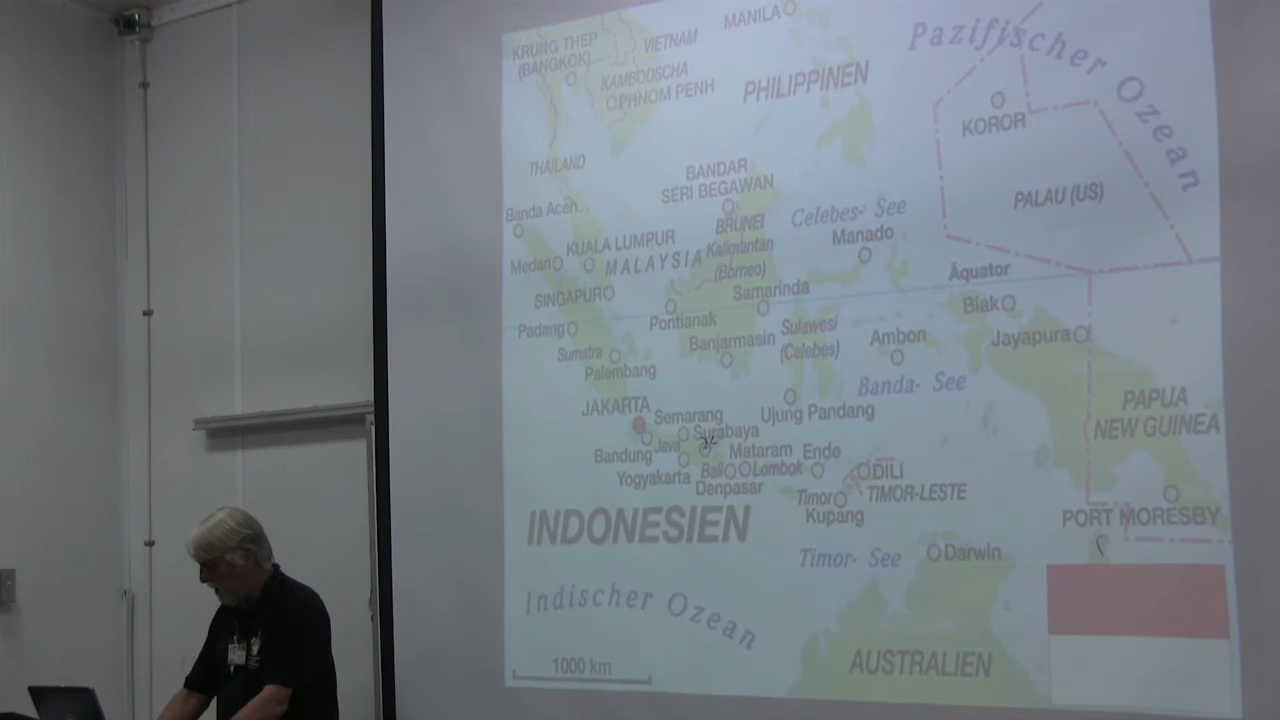 MANILA
Pazifischer Ozean
KRUNG THEP
(BANGKOK)
VIETNAM
KAMBODSCHA
PHNOM PENH
PHILIPPINEN
KOROR
THAILAND
BANDAR
SERI BEGAWAN
PALAU (US)
Banda Aceh
BRUNEI
Celebes- See
Manado
KUALA LUMPUR
Medan
MALAYSIA
Kalimantan
(Borneo)
Äquator
SINGAPUR
Samarinda
Biak
Padang
Pontianak
Sulawesi
(Celebes)
Ambon
Jayapura
Sumatra
Banjarmasin
Palembang
Banda- See
JAKARTA
Semarang
Ujung Pandang
PAPUA
NEW GUINEA
Surabaya
Bandung
Java
Mataram
Ende
Yogyakarta
Bali
Lombok
DILI
Denpasar
Timor
TIMOR-LESTE
Kupang
PORT MORESBY
INDONESIEN
Timor- See
Darwin
Indischer Ozean
1000 km
AUSTRALIEN